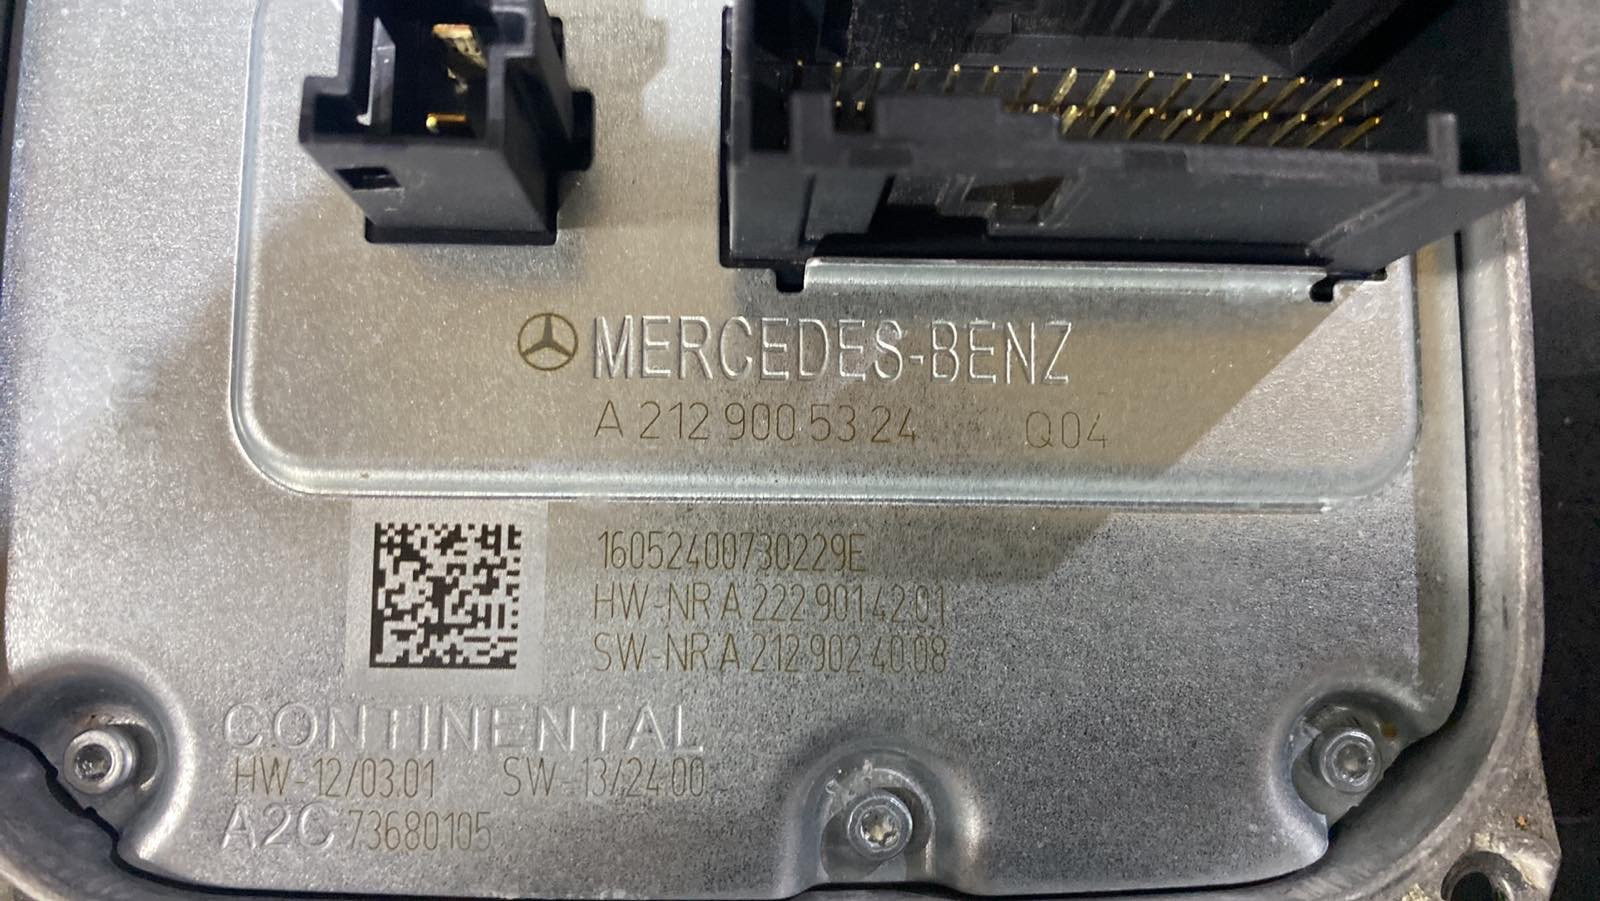 MERCEDES-BENZ
A 212 900 53 24 Q04
16052400730229E
HW-NR A 222 901 42 01
SW-NR A 212 902 40 08
CONTINENTAL
HW-12/03.01 SW-13/24.00
A2C 73680105